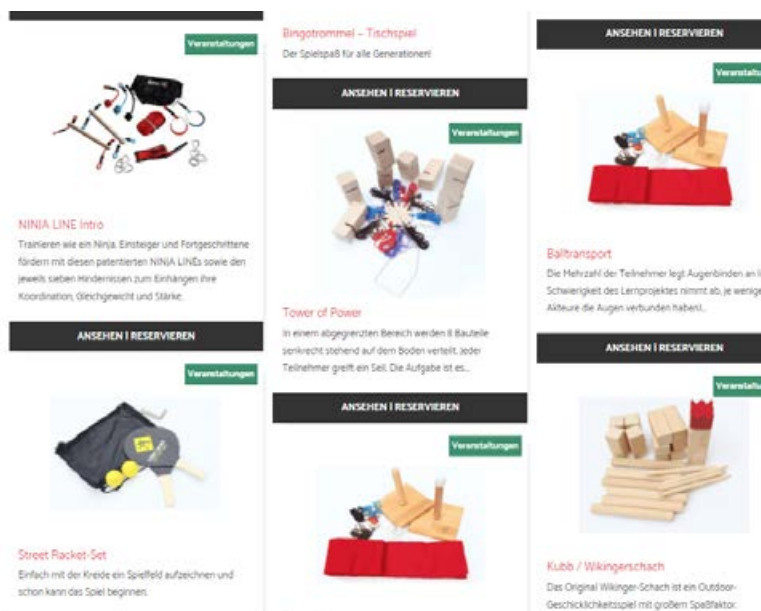 Veranstaltungen
NINJA LINE Intro
Trainieren wie ein Ninja. Einsteiger und Fortgeschrittene
fördern mit diesen patentierten NINJA LINEs sowie den
jeweils sieben Hindernissen zum Einhängen ihre
Koordination, Gleichgewicht und Stärke.
ANSEHEN | RESERVIEREN
Veranstaltungen
Street Racket-Set
Einfach mit der Kreide ein Spielfeld aufzeichnen und
schon kann das Spiel beginnen.
Bingotrommel – Tischspiel
Der Spielspaß für alle Generationen!
ANSEHEN | RESERVIEREN
Veranstaltungen
Tower of Power
In einem abgegrenzten Bereich werden 8 Bauteile
senkrecht stehend auf dem Boden verteilt. Jeder
Teilnehmer greift ein Seil. Die Aufgabe ist es...
ANSEHEN | RESERVIEREN
Veranstaltungen
ANSEHEN | RESERVIEREN
Veranstaltu
Balltransport
Die Mehrzahl der Teilnehmer legt Augenbinden an
Schwierigkeit des Lernprojektes nimmt ab, je wenige
Akteure die Augen verbunden haben)...
ANSEHEN | RESERVIEREN
Veranstaltu
Kubb / Wikingerschach
Das Original Wikinger-Schach ist ein Outdoor-
Geschicklichkeitsspiel mit großem Spaßfaktor.